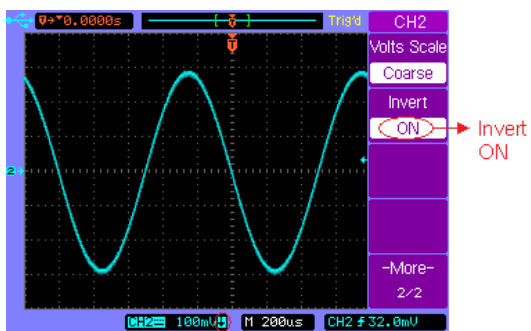 T→▼0.0000s
T
Trig'd
CH2
T
Volts Scale
Coarse
Invert
ON
Invert
ON
2
-More-
2/2
CH2 100mV
M 200us
CH2 32.0mV